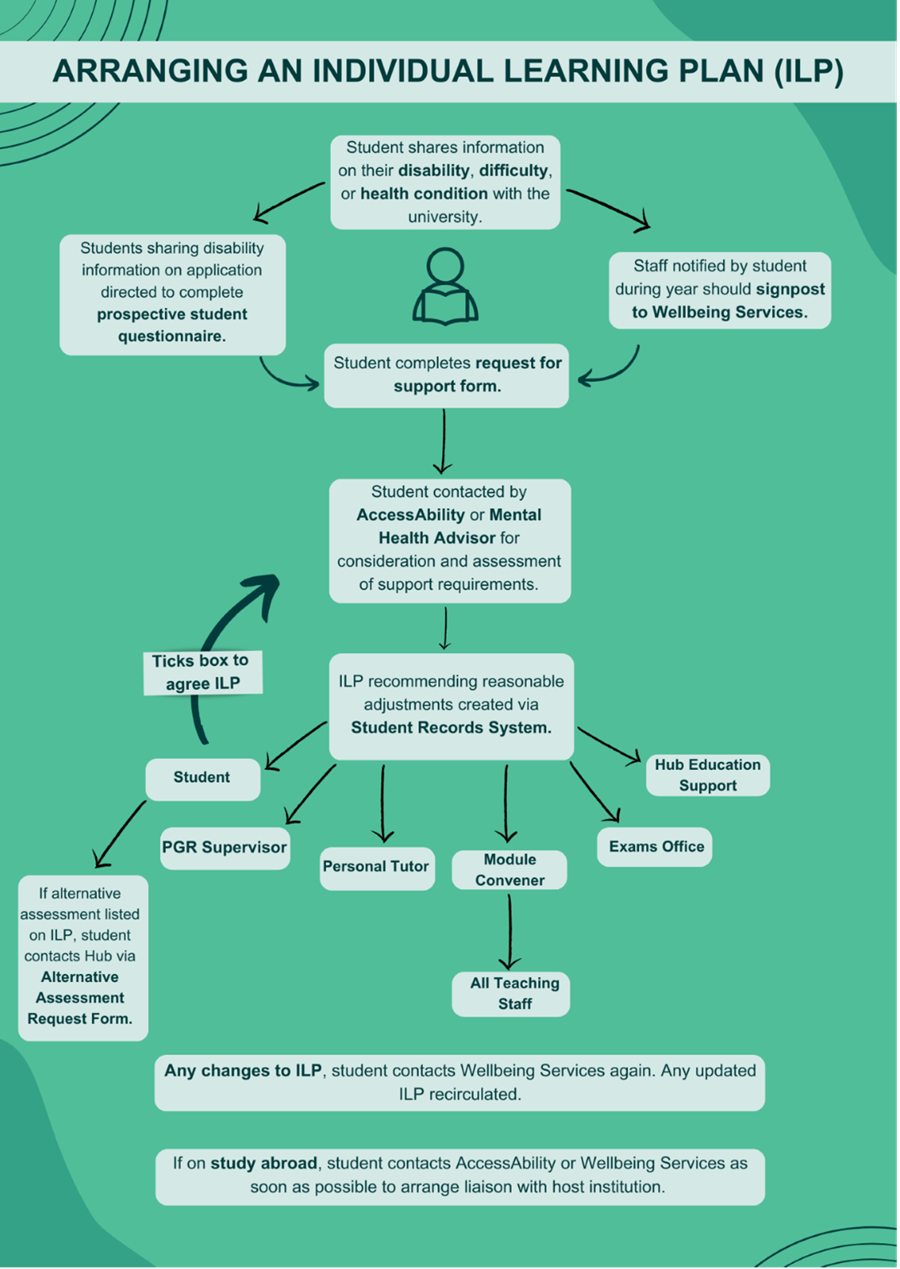 ARRANGING AN INDIVIDUAL LEARNING PLAN (ILP)
Student shares information
on their disability, difficulty,
or health condition with the
university.
Students sharing disability
information on application
directed to complete
prospective student
questionnaire.
Staff notified by student
during year should signpost
to Wellbeing Services.
Student completes request for
support form.
Student contacted by
AccessAbility or Mental
Health Advisor for
consideration and assessment
of support requirements.
Ticks box to
agree ILP
ILP recommending reasonable
adjustments created via
Student Records System.
Student
PGR Supervisor
Personal Tutor
Module
Convener
Exams Office
Hub Education
Support
If alternative
assessment listed
on ILP, student
contacts Hub via
Alternative
Assessment
Request Form.
All Teaching
Staff
Any changes to ILP, student contacts Wellbeing Services again. Any updated
ILP recirculated.
If on study abroad, student contacts AccessAbility or Wellbeing Services as
soon as possible to arrange liaison with host institution.